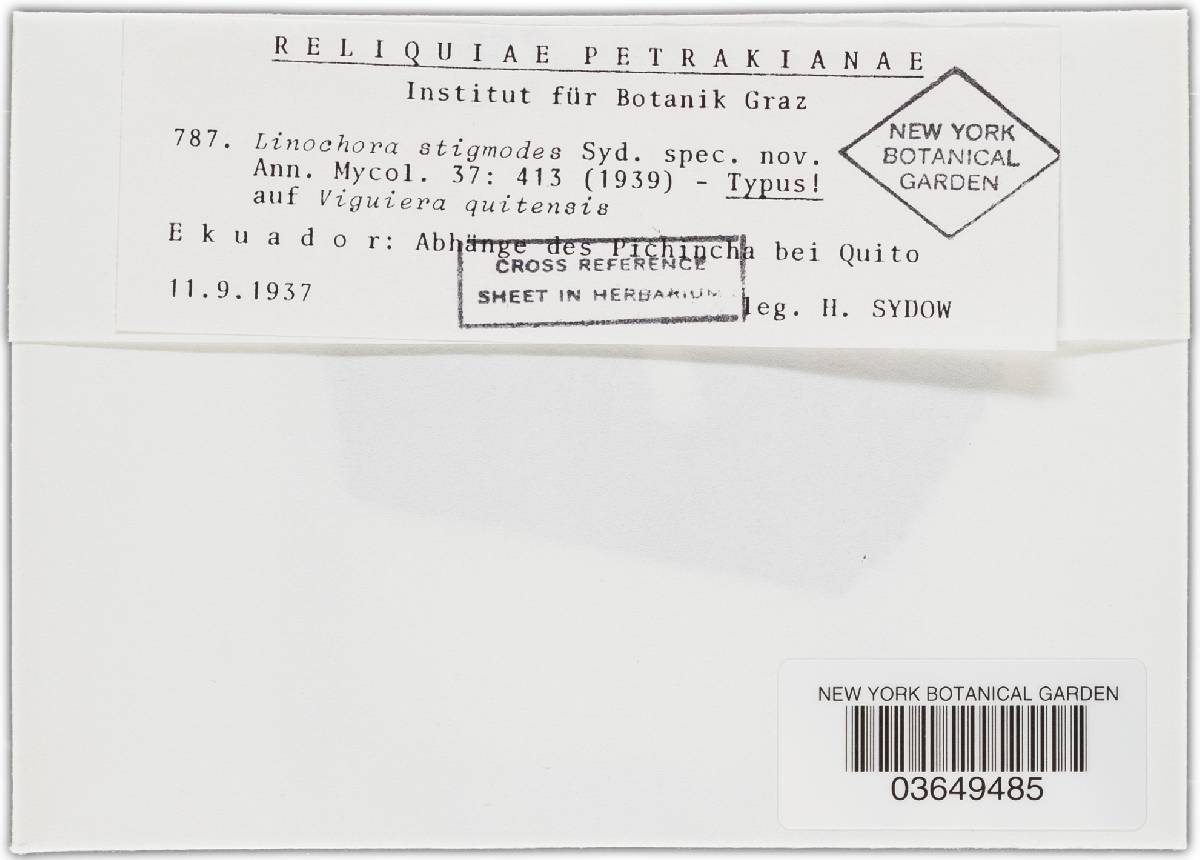 RELIQUIAE PETRAKIANAE
Institut für Botanik Graz
787. Linochora stigmodes Syd. spec. nov.
Ann. Mycol. 37: 413 (1939) - Typus!
auf Viguiera quitensis
Ekuador: Abhänge des Pichincha bei Quito
11.9.1937
leg. H. SYDOW
NEW YORK
BOTANICAL
GARDEN
CROSS REFERENCE
SHEET IN HERBARIUM
NEW YORK BOTANICAL GARDEN
03649485